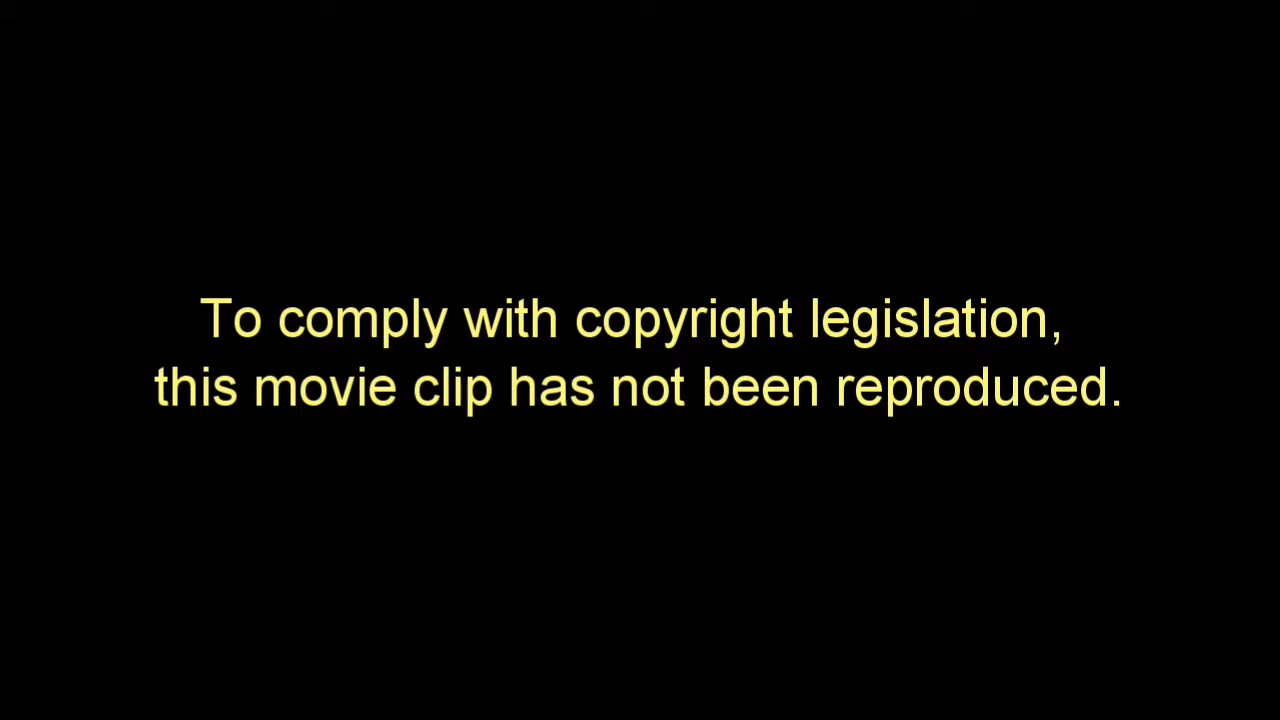 To comply with copyright legislation,
this movie clip has not been reproduced.